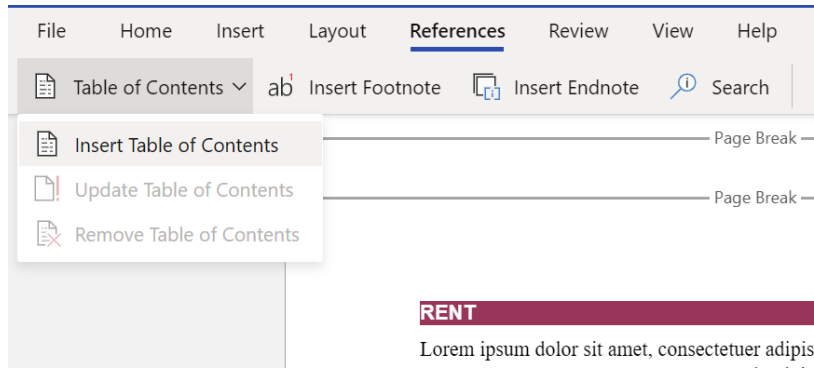 File Home Insert Layout References Review View Help
Table of Contents ab¹ Insert Footnote [i] Insert Endnote i Search
Insert Table of Contents
Page Break
Update Table of Contents
Page Break
Remove Table of Contents
RENT
Lorem ipsum dolor sit amet, consectetuer adipis